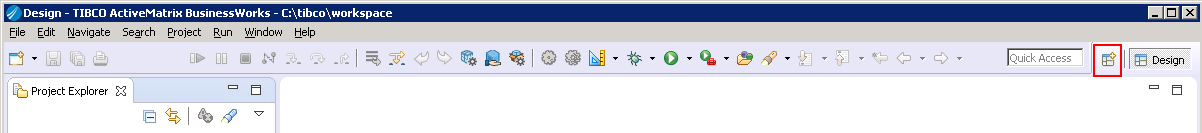 Design - TIBCO ActiveMatrix BusinessWorks - C:\tibco\workspace
File Edit Navigate Search Project Run Window Help
Quick Access Design
Project Explorer